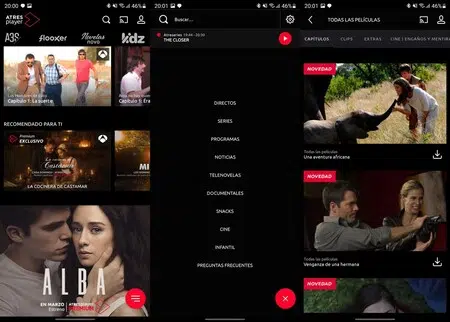 20:00
46%
ATRES
player
A3S
flooxer
Novelas
nova
kidz
Los hombres de Paco
Capítulo 1: La suerte
Capítulo 1: Era
RECOMENDADO PARA TI
Premium
EXCLUSIVO
La cocinera de
Castamar
LA COCINERA DE CASTAMAR
MI
ALBA
EN MARZO
Estreno
ATRESPLAYER
PREMIUM
20:01
46%
Buscar...
Atreseries 19:44 - 20:34
THE CLOSER
DIRECTOS
SERIES
PROGRAMAS
NOTICIAS
TELENOVELAS
DOCUMENTALES
SNACKS
CINE
INFANTIL
PREGUNTAS FRECUENTES
20:01
46%
TODAS LAS PELÍCULAS
CAPÍTULOS
CLIPS
EXTRAS
CINE / ENGAÑOS Y MENTIRA
NOVEDAD
Todas las películas
Una aventura africana
NOVEDAD
Todas las películas
Venganza de una hermana
NOVEDAD